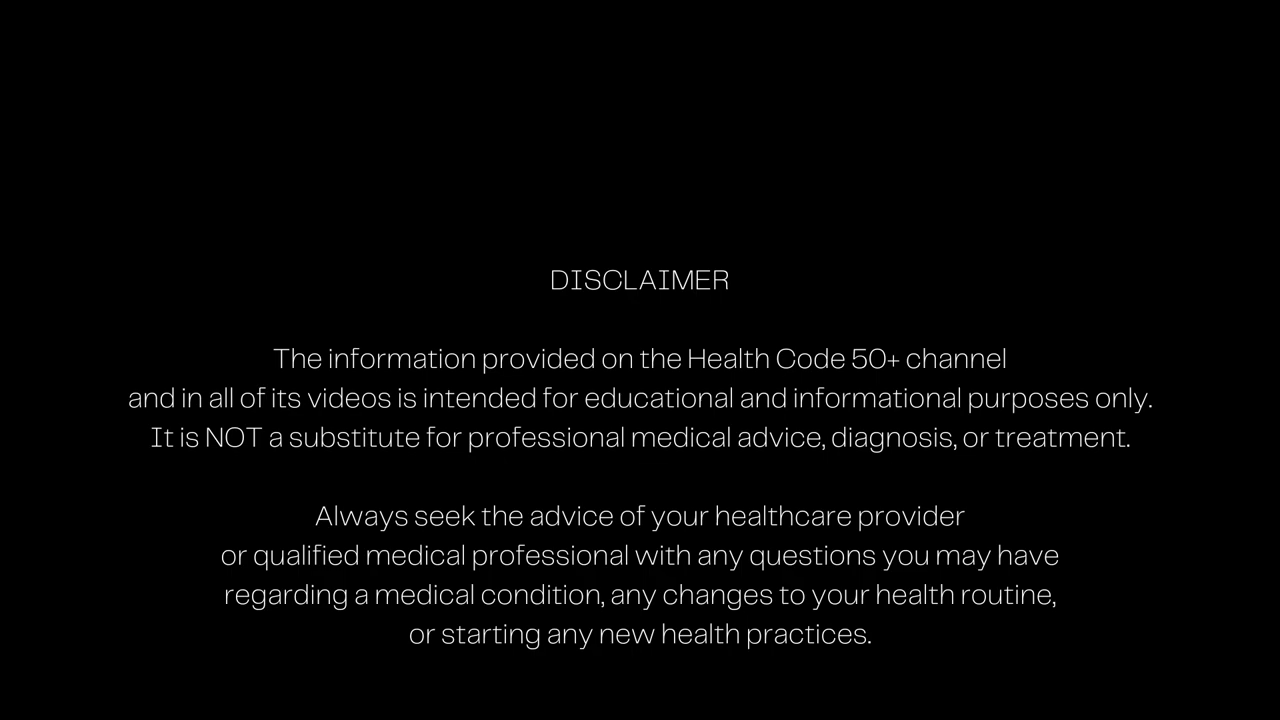 DISCLAIMER
The information provided on the Health Code 50+ channel
and in all of its videos is intended for educational and informational purposes only.
It is NOT a substitute for professional medical advice, diagnosis, or treatment.
Always seek the advice of your healthcare provider
or qualified medical professional with any questions you may have
regarding a medical condition, any changes to your health routine,
or starting any new health practices.